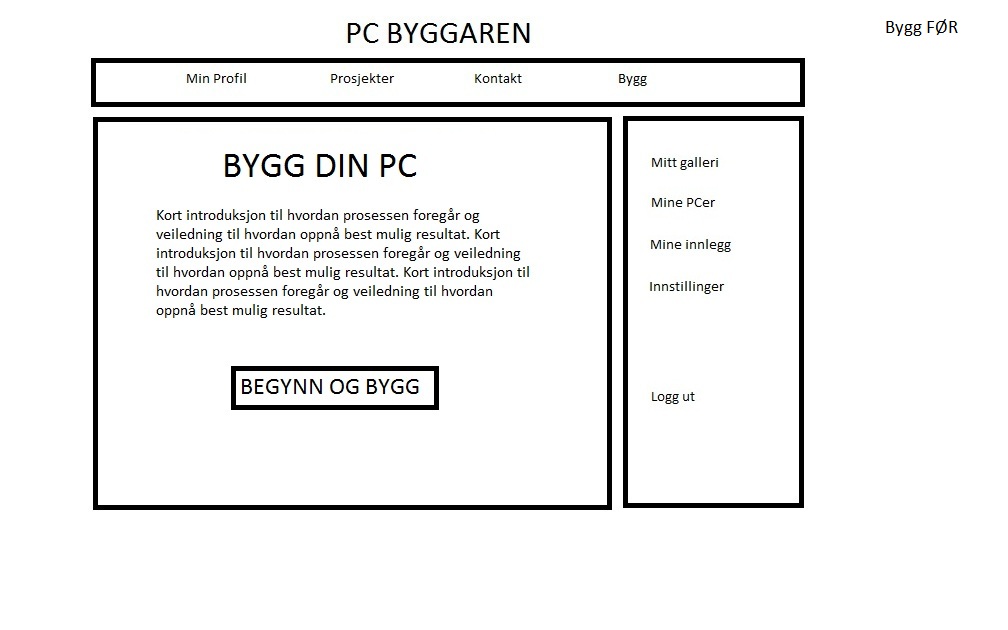 PC BYGGAREN
Bygg FØR
Min Profil Prosjekter Kontakt Bygg
BYGG DIN PC
Kort introduksjon til hvordan prosessen foregår og
veiledning til hvordan oppnå best mulig resultat. Kort
introduksjon til hvordan prosessen foregår og veiledning
til hvordan oppnå best mulig resultat. Kort introduksjon til
hvordan prosessen foregår og veiledning til hvordan
oppnå best mulig resultat.
BEGYNN OG BYGG
Mitt galleri
Mine PCer
Mine innlegg
Innstillinger
Logg ut